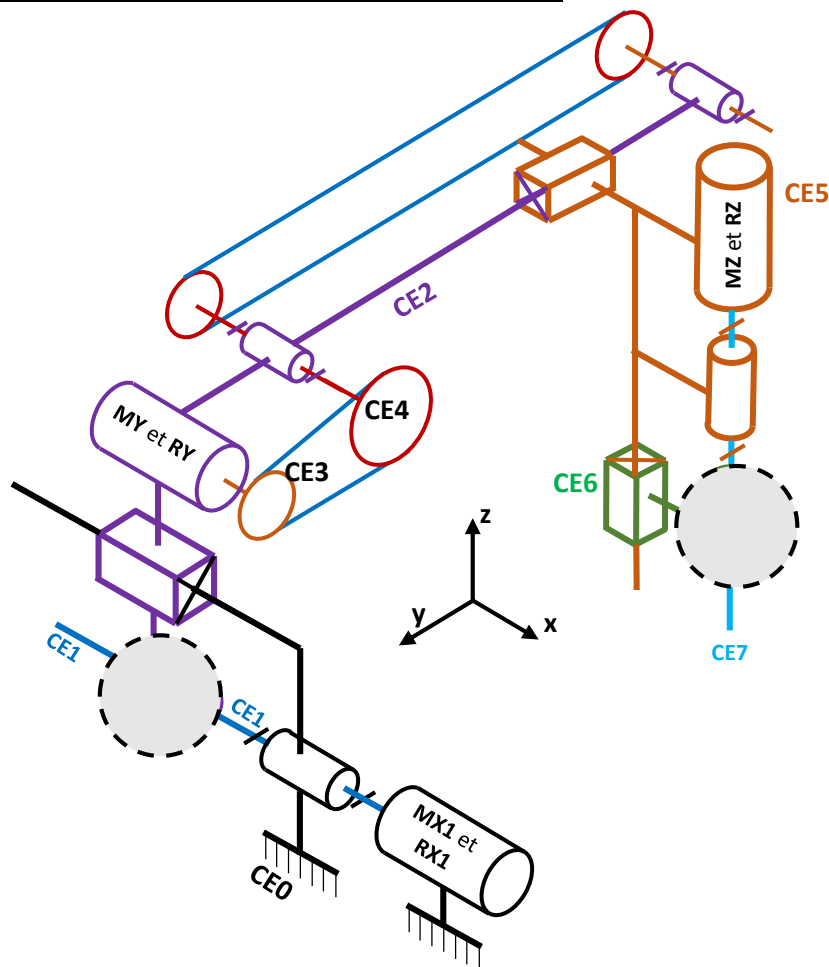 CE5
MZ et RZ
CE2
MY et RY
CE4
CE3
CE6
z
y
x
CE1
CE1
CE7
MX1 et
RX1
CE0